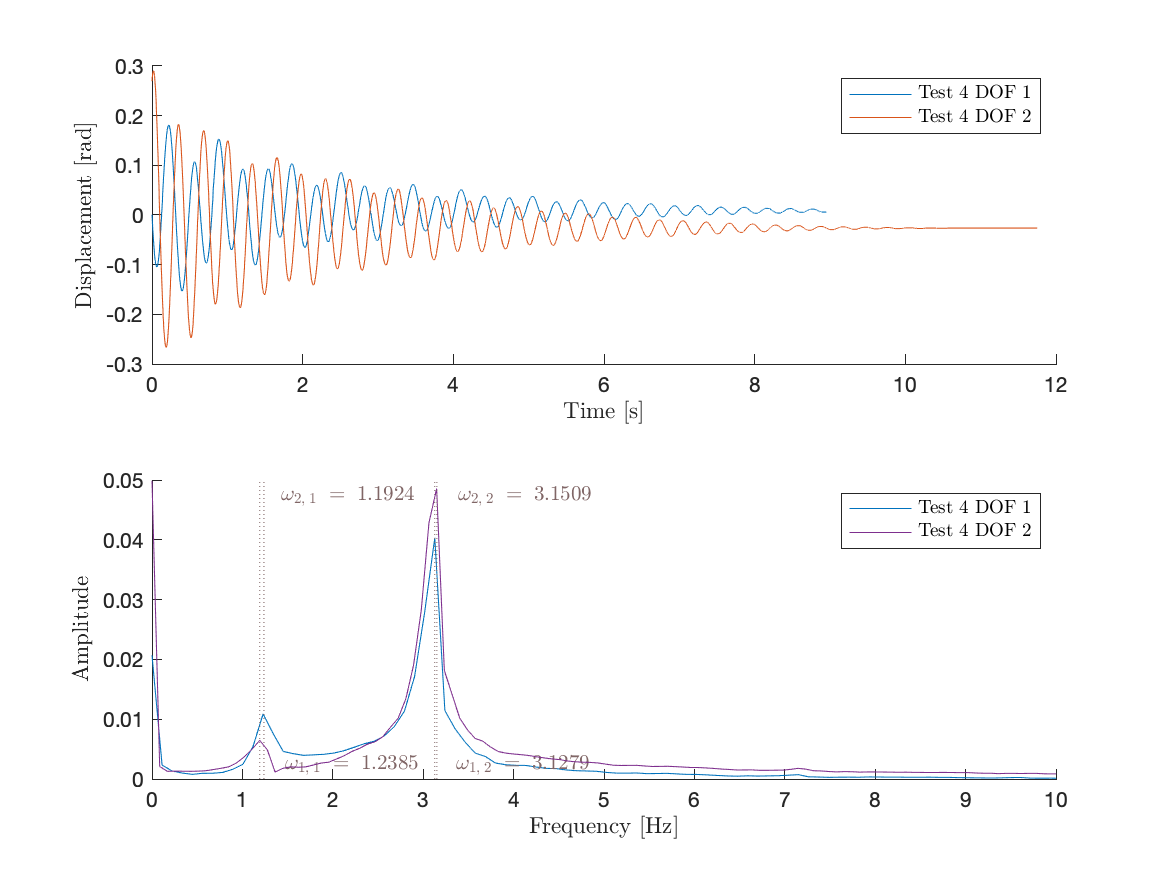 0.3
0.2
0.1
0
-0.1
-0.2
-0.3
Displacement [rad]
Test 4 DOF 1
Test 4 DOF 2
0 2 4 6 8 10 12
Time [s]
0.05
0.04
0.03
0.02
0.01
0
Amplitude
ω2, 1 = 1.1924
ω2, 2 = 3.1509
Test 4 DOF 1
Test 4 DOF 2
ω1, 1 = 1.2385
ω1, 2 = 3.1279
0 1 2 3 4 5 6 7 8 9 10
Frequency [Hz]